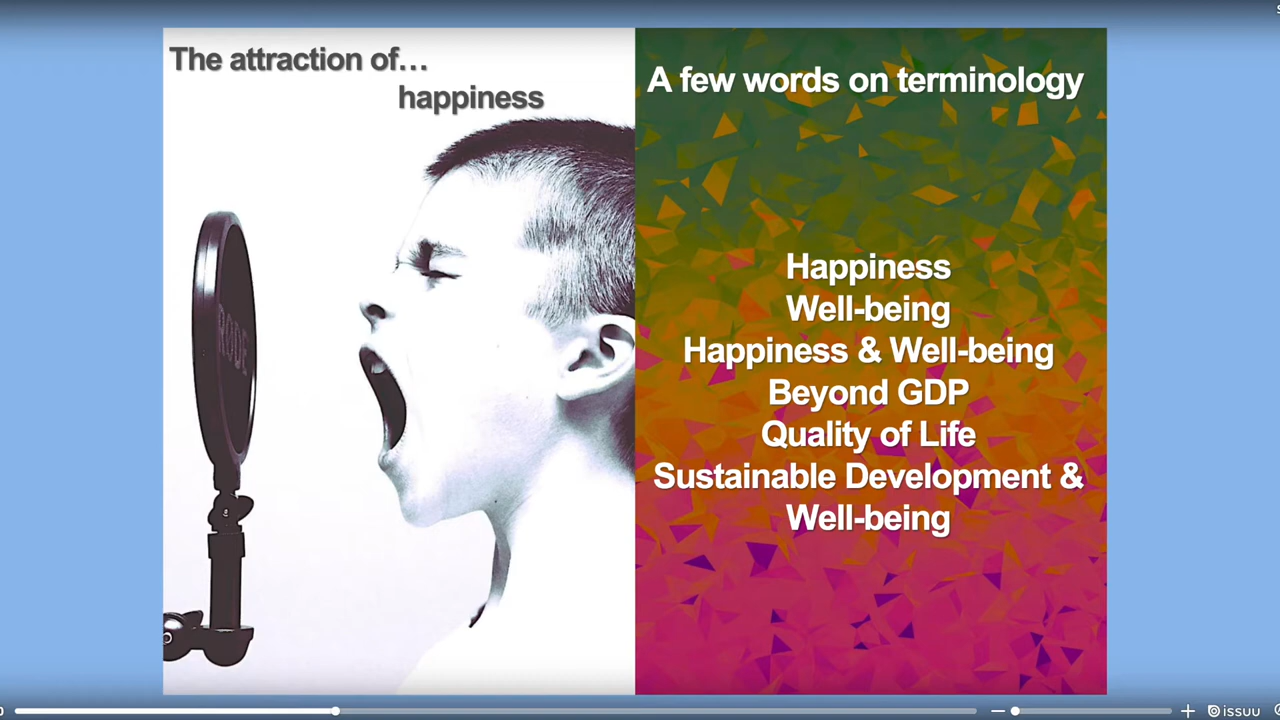 The attraction of…
happiness
RODE
A few words on terminology
Happiness
Well-being
Happiness & Well-being
Beyond GDP
Quality of Life
Sustainable Development &
Well-being
issuu